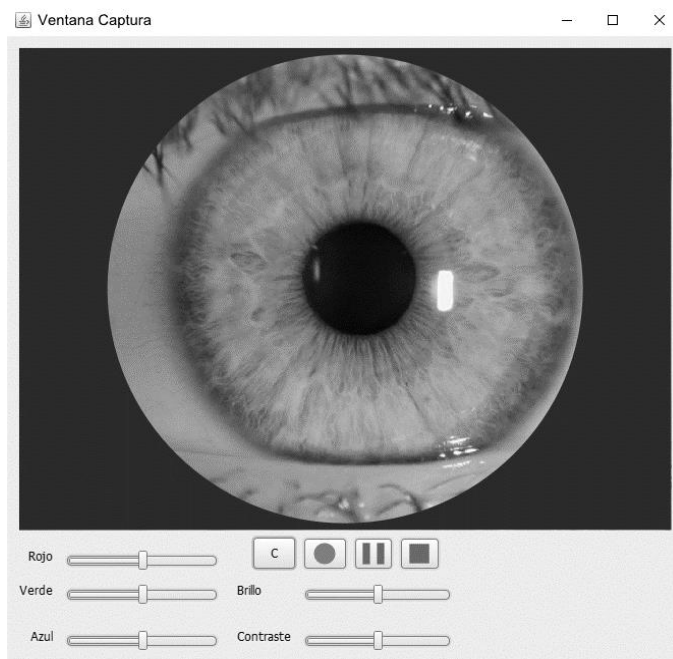 Ventana Captura
Rojo
C
Verde
Brillo
Azul
Contraste